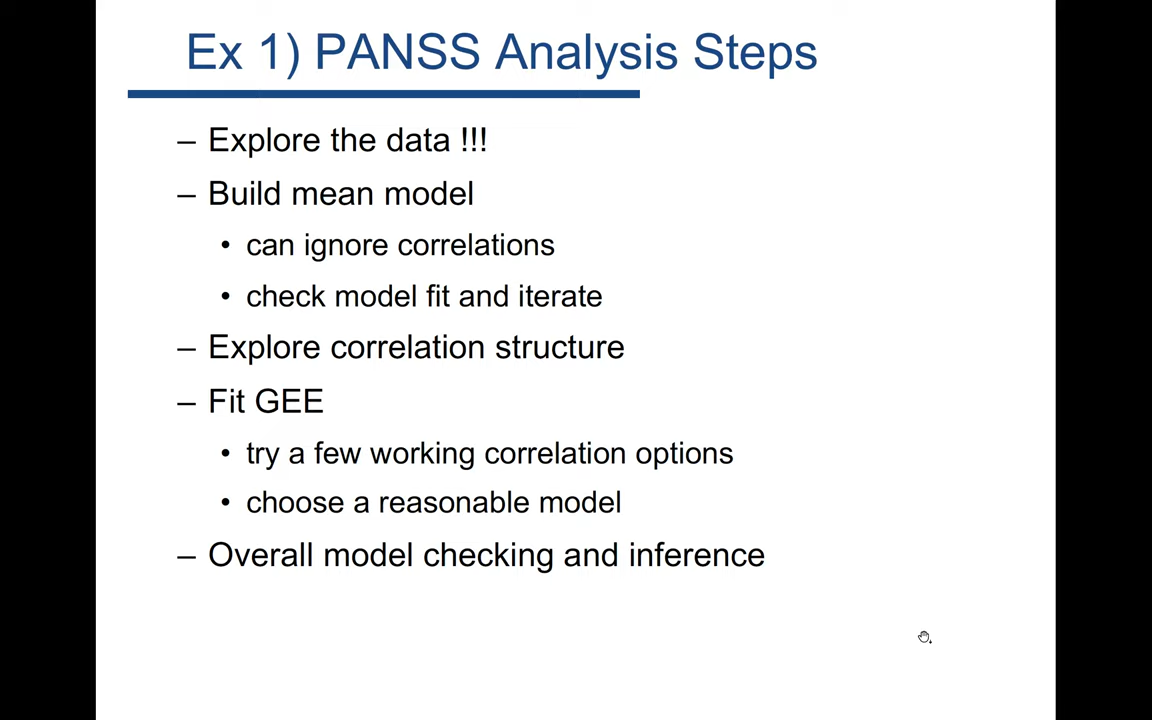 Ex 1) PANSS Analysis Steps
– Explore the data !!!
– Build mean model
• can ignore correlations
• check model fit and iterate
– Explore correlation structure
– Fit GEE
• try a few working correlation options
• choose a reasonable model
– Overall model checking and inference